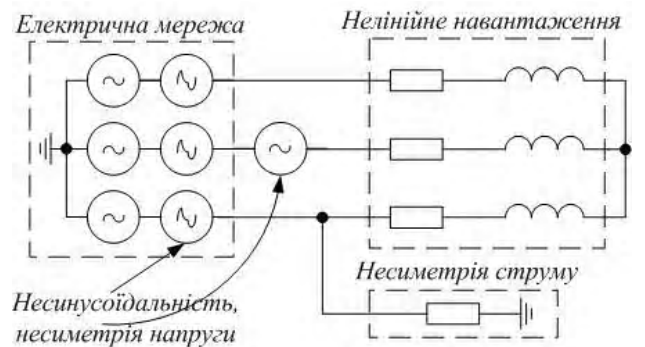 Електрична мережа
Нелінійне навантаження
Несиметрія струму
Несинусоїдальність,
несиметрія напруги